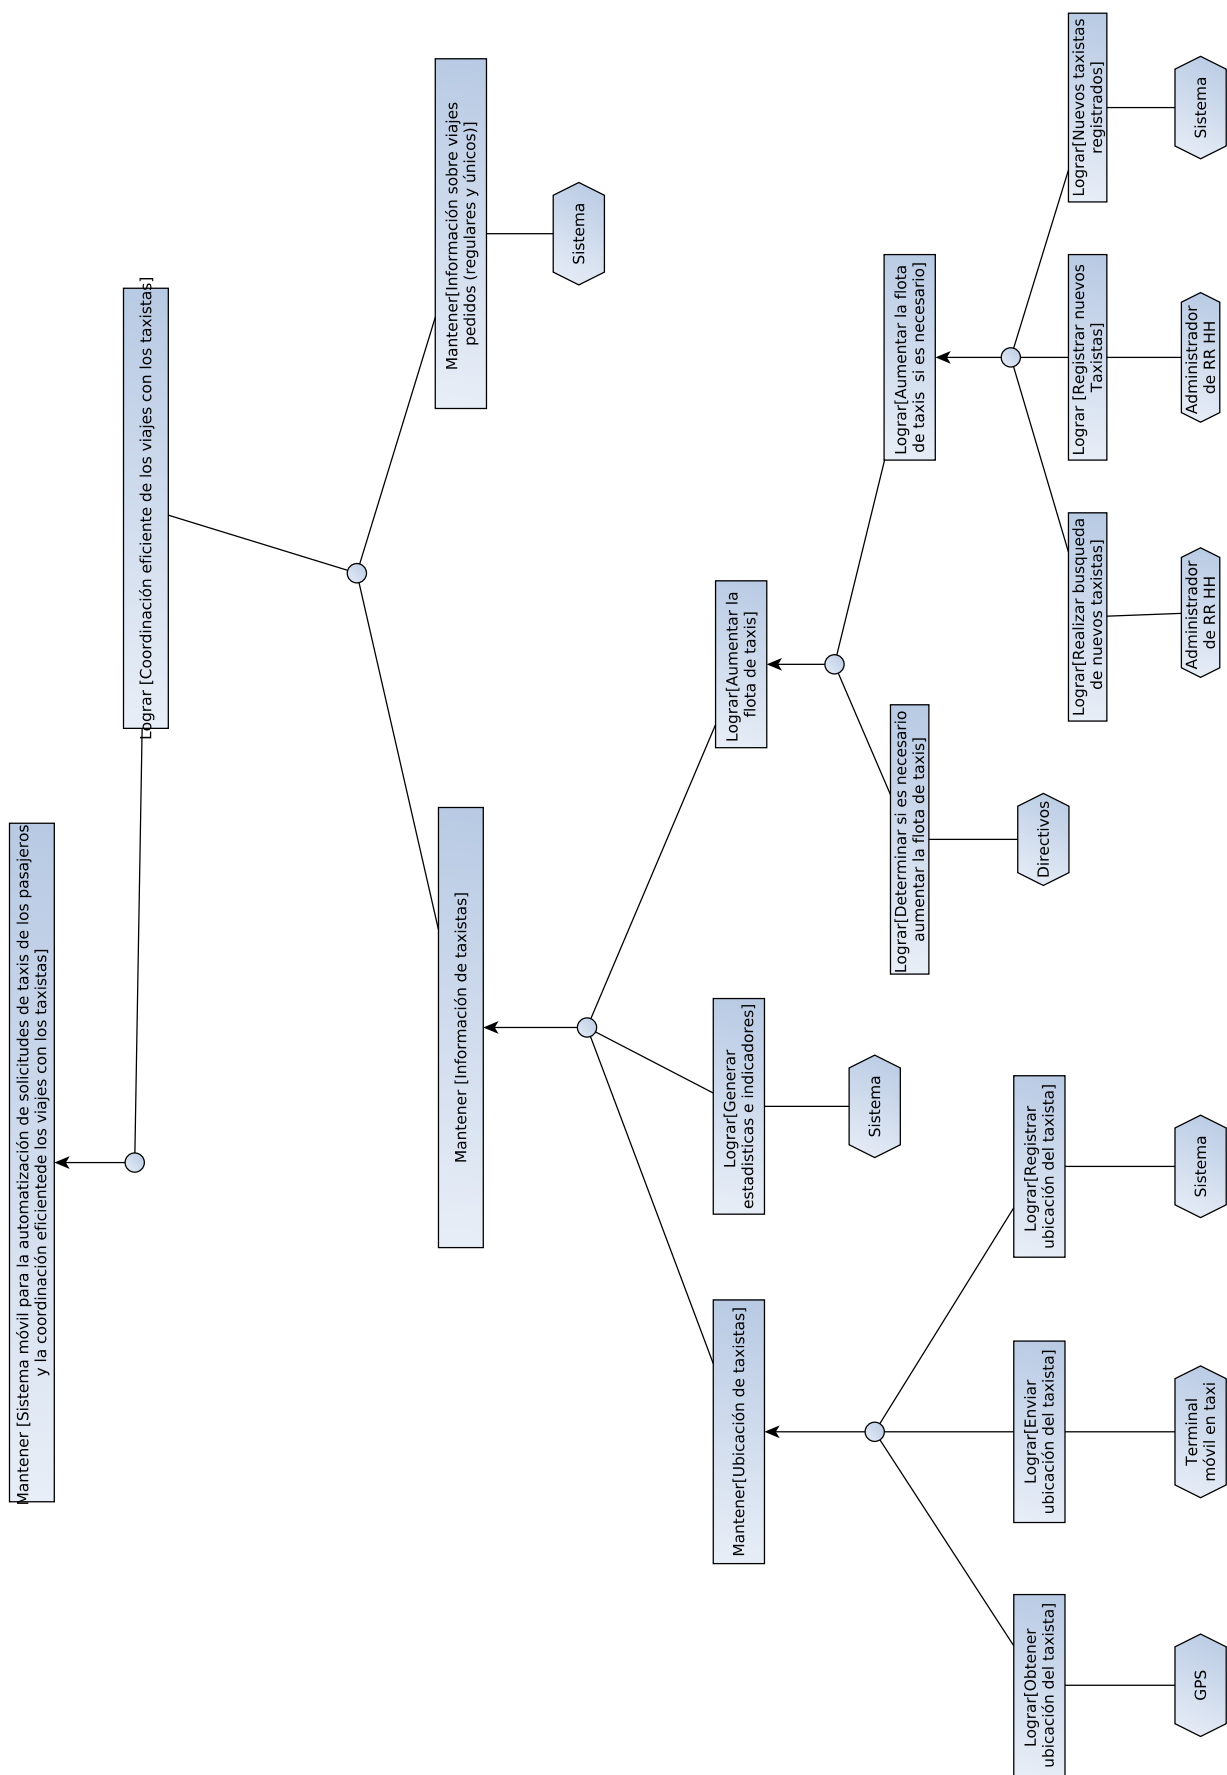 Mantener [Sistema móvil para la automatización de solicitudes de taxis de los pasajeros
y la coordinación eficientede los viajes con los taxistas]
Lograr [Coordinación eficiente de los viajes con los taxistas]
Mantener [Información de taxistas]
Mantener[Información sobre viajes
pedidos (regulares y únicos)]
Sistema
Mantener[Ubicación de taxistas]
Lograr[Generar
estadisticas e indicadores]
Lograr[Aumentar la
flota de taxis]
Sistema
Lograr[Determinar si es necesario
aumentar la flota de taxis]
Lograr[Aumentar la flota
de taxis  si es necesario]
Directivos
Lograr[Obtener
ubicación del taxista]
Lograr[Enviar
ubicación del taxista]
Lograr[Registrar
ubicación del taxista]
Lograr[Realizar busqueda
de nuevos taxistas]
Lograr [Registrar nuevos
Taxistas]
Lograr[Nuevos taxistas
registrados]
GPS
Terminal
móvil en taxi
Sistema
Administrador
de RR HH
Administrador
de RR HH
Sistema